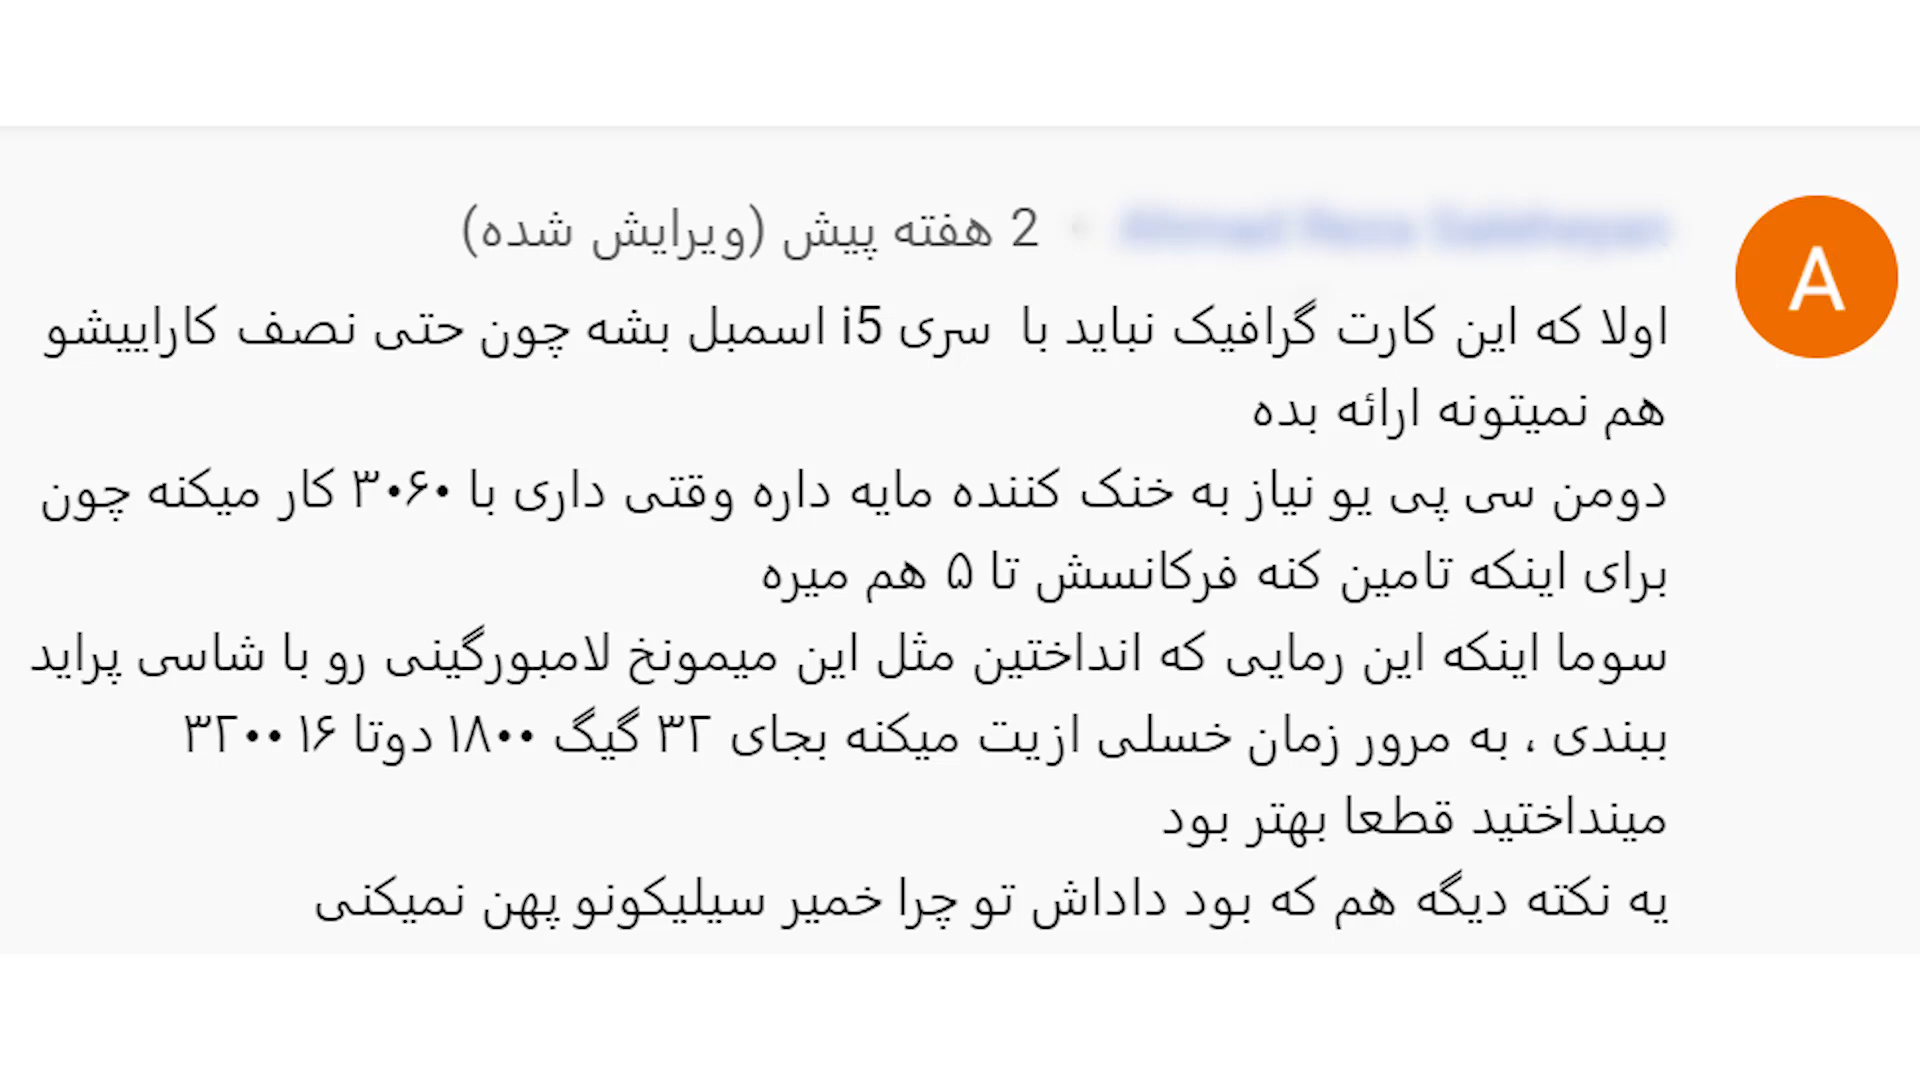 2 هفته پیش (ویرایش شده)
A
اولا که این کارت گرافیک نباید با سری i5 اسمبل بشه چون حتی نصف کاراییشو
هم نمیتونه ارائه بده
دومن سی پی یو نیاز به خنک کننده مایه داره وقتی داری با ۳۰۶۰ کار میکنه چون
برای اینکه تامین کنه فرکانسش تا ۵ هم میره
سوما اینکه این رمایی که انداختین مثل این میمونخ لامبورگینی رو با شاسی پراید
ببندی ، به مرور زمان خسلی ازیت میکنه بجای ۳۲ گیگ ۱۸۰۰ دوتا ۱۶ ۳۲۰۰
مینداختید قطعا بهتر بود
یه نکته دیگه هم که بود داداش تو چرا خمیر سیلیکونو پهن نمیکنی